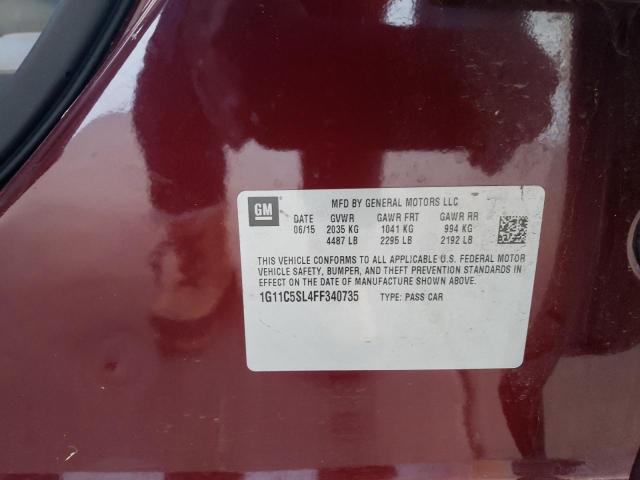 GM MFD BY GENERAL MOTORS LLC
DATE GVWR GAWR FRT GAWR RR
06/15 2035 KG 1041 KG 994 KG
4487 LB 2295 LB 2192 LB
THIS VEHICLE CONFORMS TO ALL APPLICABLE U.S. FEDERAL MOTOR
VEHICLE SAFETY, BUMPER, AND THEFT PREVENTION STANDARDS IN
EFFECT ON THE DATE OF MANUFACTURE SHOWN ABOVE.
1G11C5SL4FF340735 TYPE: PASS CAR